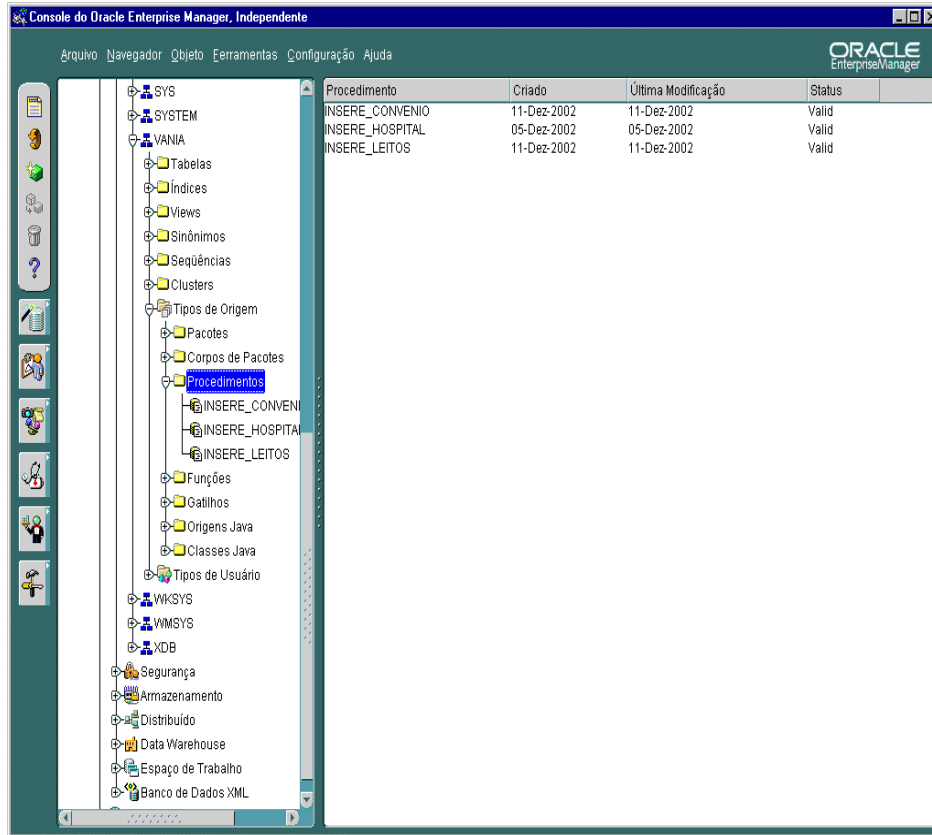 Console do Oracle Enterprise Manager, Independente
Arquivo Navegador Objeto Ferramentas Configuração Ajuda
ORACLE
EnterpriseManager
SYS
SYSTEM
VANIA
Tabelas
Índices
Views
Sinônimos
Seqüências
Clusters
Tipos de Origem
Pacotes
Corpos de Pacotes
Procedimentos
INSERE_CONVENI
INSERE_HOSPITAL
INSERE_LEITOS
Funções
Gatilhos
Origens Java
Classes Java
Tipos de Usuário
WKSYS
WMSYS
XDB
Segurança
Armazenamento
Distribuído
Data Warehouse
Espaço de Trabalho
Banco de Dados XML
Procedimento Criado Última Modificação Status
INSERE_CONVENIO 11-Dez-2002 11-Dez-2002 Valid
INSERE_HOSPITAL 05-Dez-2002 05-Dez-2002 Valid
INSERE_LEITOS 11-Dez-2002 11-Dez-2002 Valid